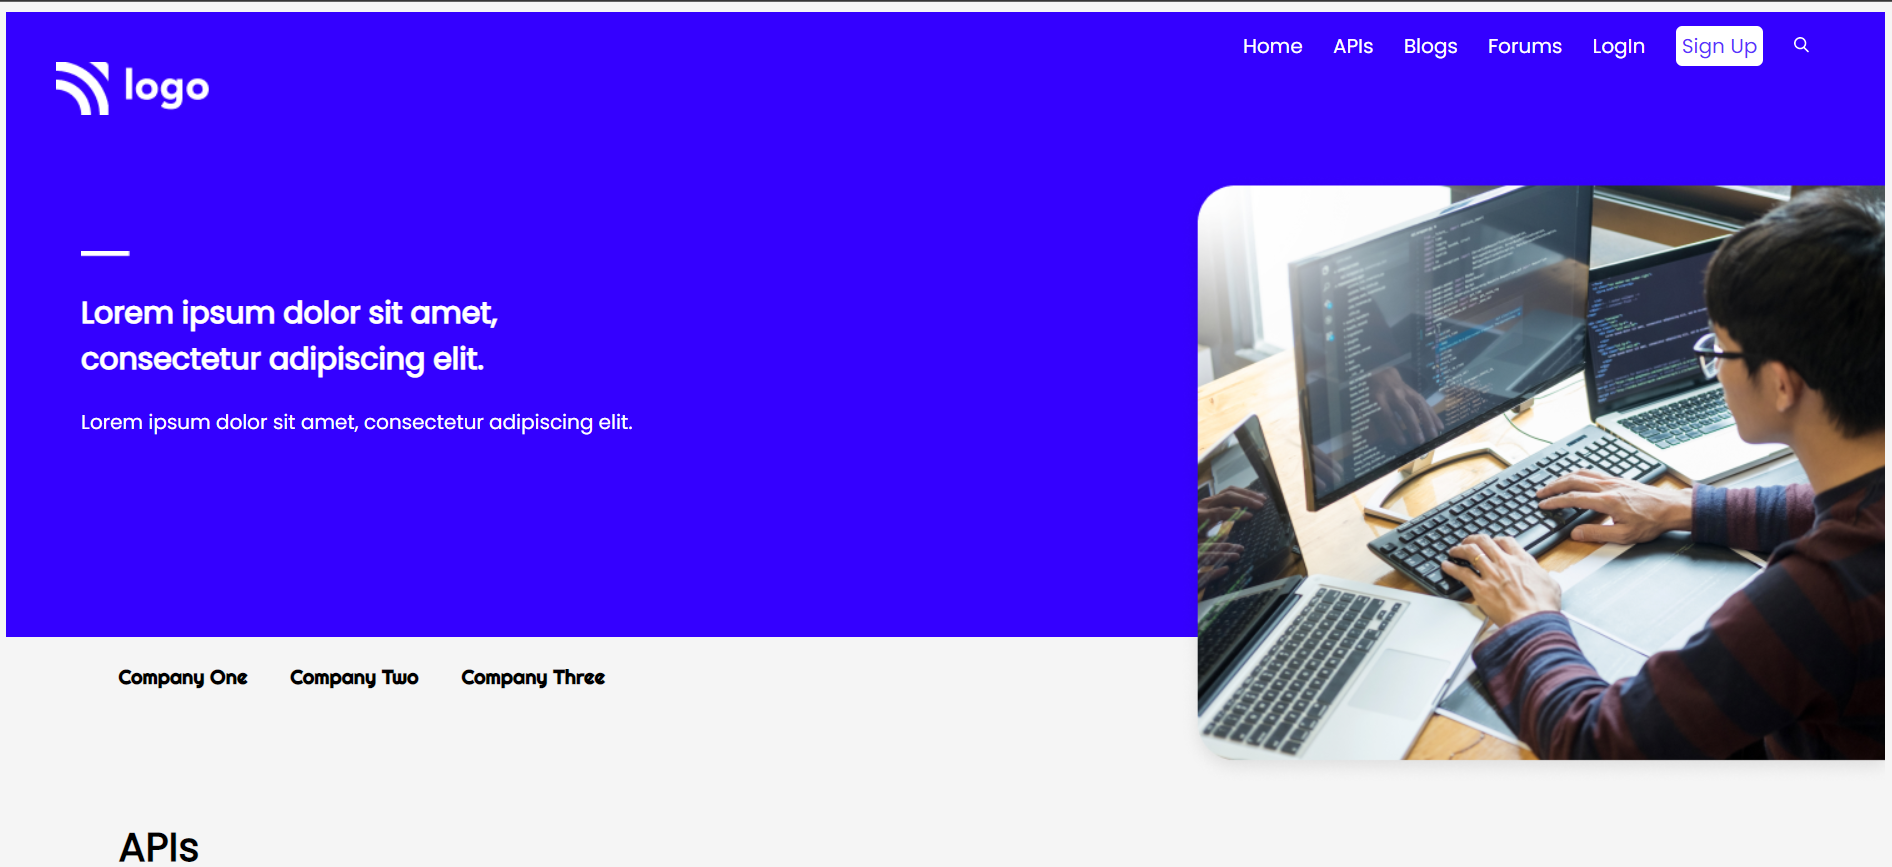 Home APIs Blogs Forums LogIn Sign Up
logo
Lorem ipsum dolor sit amet,
consectetur adipiscing elit.
Lorem ipsum dolor sit amet, consectetur adipiscing elit.
Company One Company Two Company Three
APIs